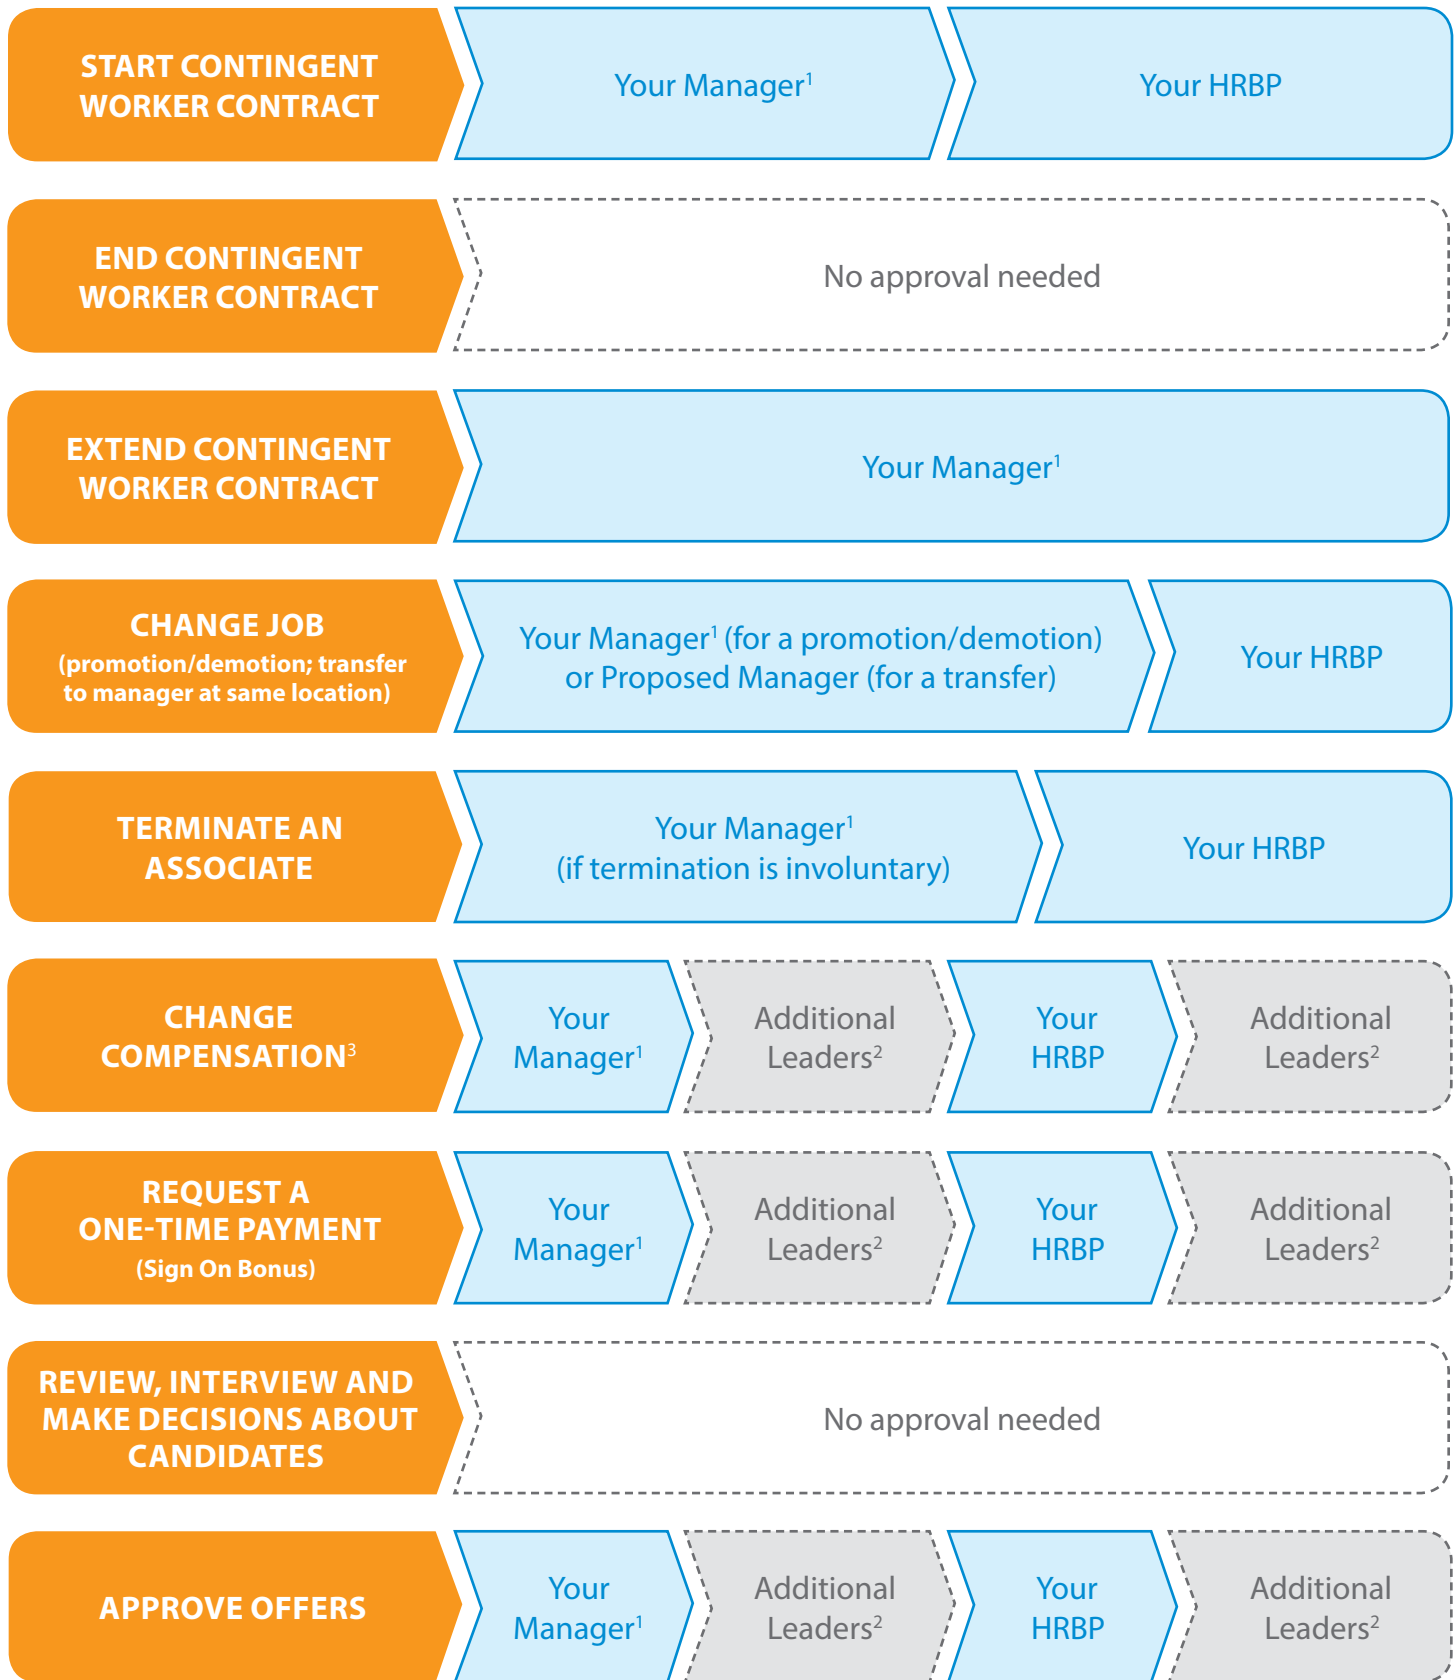 START CONTINGENT
WORKER CONTRACT
Your Manager¹
Your HRBP
END CONTINGENT
WORKER CONTRACT
No approval needed
EXTEND CONTINGENT
WORKER CONTRACT
Your Manager¹
CHANGE JOB
(promotion/demotion; transfer
to manager at same location)
Your Manager¹ (for a promotion/demotion)
or Proposed Manager (for a transfer)
Your HRBP
TERMINATE AN
ASSOCIATE
Your Manager¹
(if termination is involuntary)
Your HRBP
CHANGE
COMPENSATION³
Your
Manager¹
Additional
Leaders²
Your
HRBP
Additional
Leaders²
REQUEST A
ONE-TIME PAYMENT
(Sign On Bonus)
Your
Manager¹
Additional
Leaders²
Your
HRBP
Additional
Leaders²
REVIEW, INTERVIEW AND
MAKE DECISIONS ABOUT
CANDIDATES
No approval needed
APPROVE OFFERS
Your
Manager¹
Additional
Leaders²
Your
HRBP
Additional
Leaders²